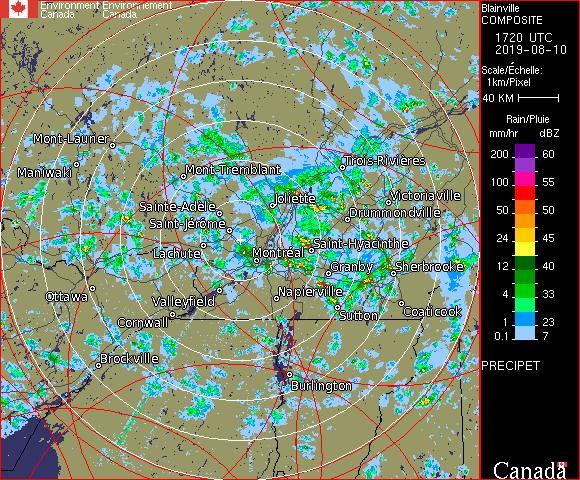 Environment Environnement
Canada Canada
Blainville
COMPOSITE
1720 UTC
2019-08-10
Scale/Échelle:
1km/Pixel
40 KM
Rain/Pluie
mm/hr dBZ
200 60
100 55
50 50
24 45
12 40
4 33
1 23
0.1 7
PRECIPET
Canada
Mont-Laurier
Maniwaki
Mont-Tremblant
Trois-Rivières
Sainte-Adèle
Joliette
Victoriaville
Drummondville
Saint-Jérôme
Lachute
Montréal
Saint-Hyacinthe
Granby
Sherbrooke
Ottawa
Valleyfield
Napierville
Cornwall
Sutton
Coaticook
Brockville
Burlington